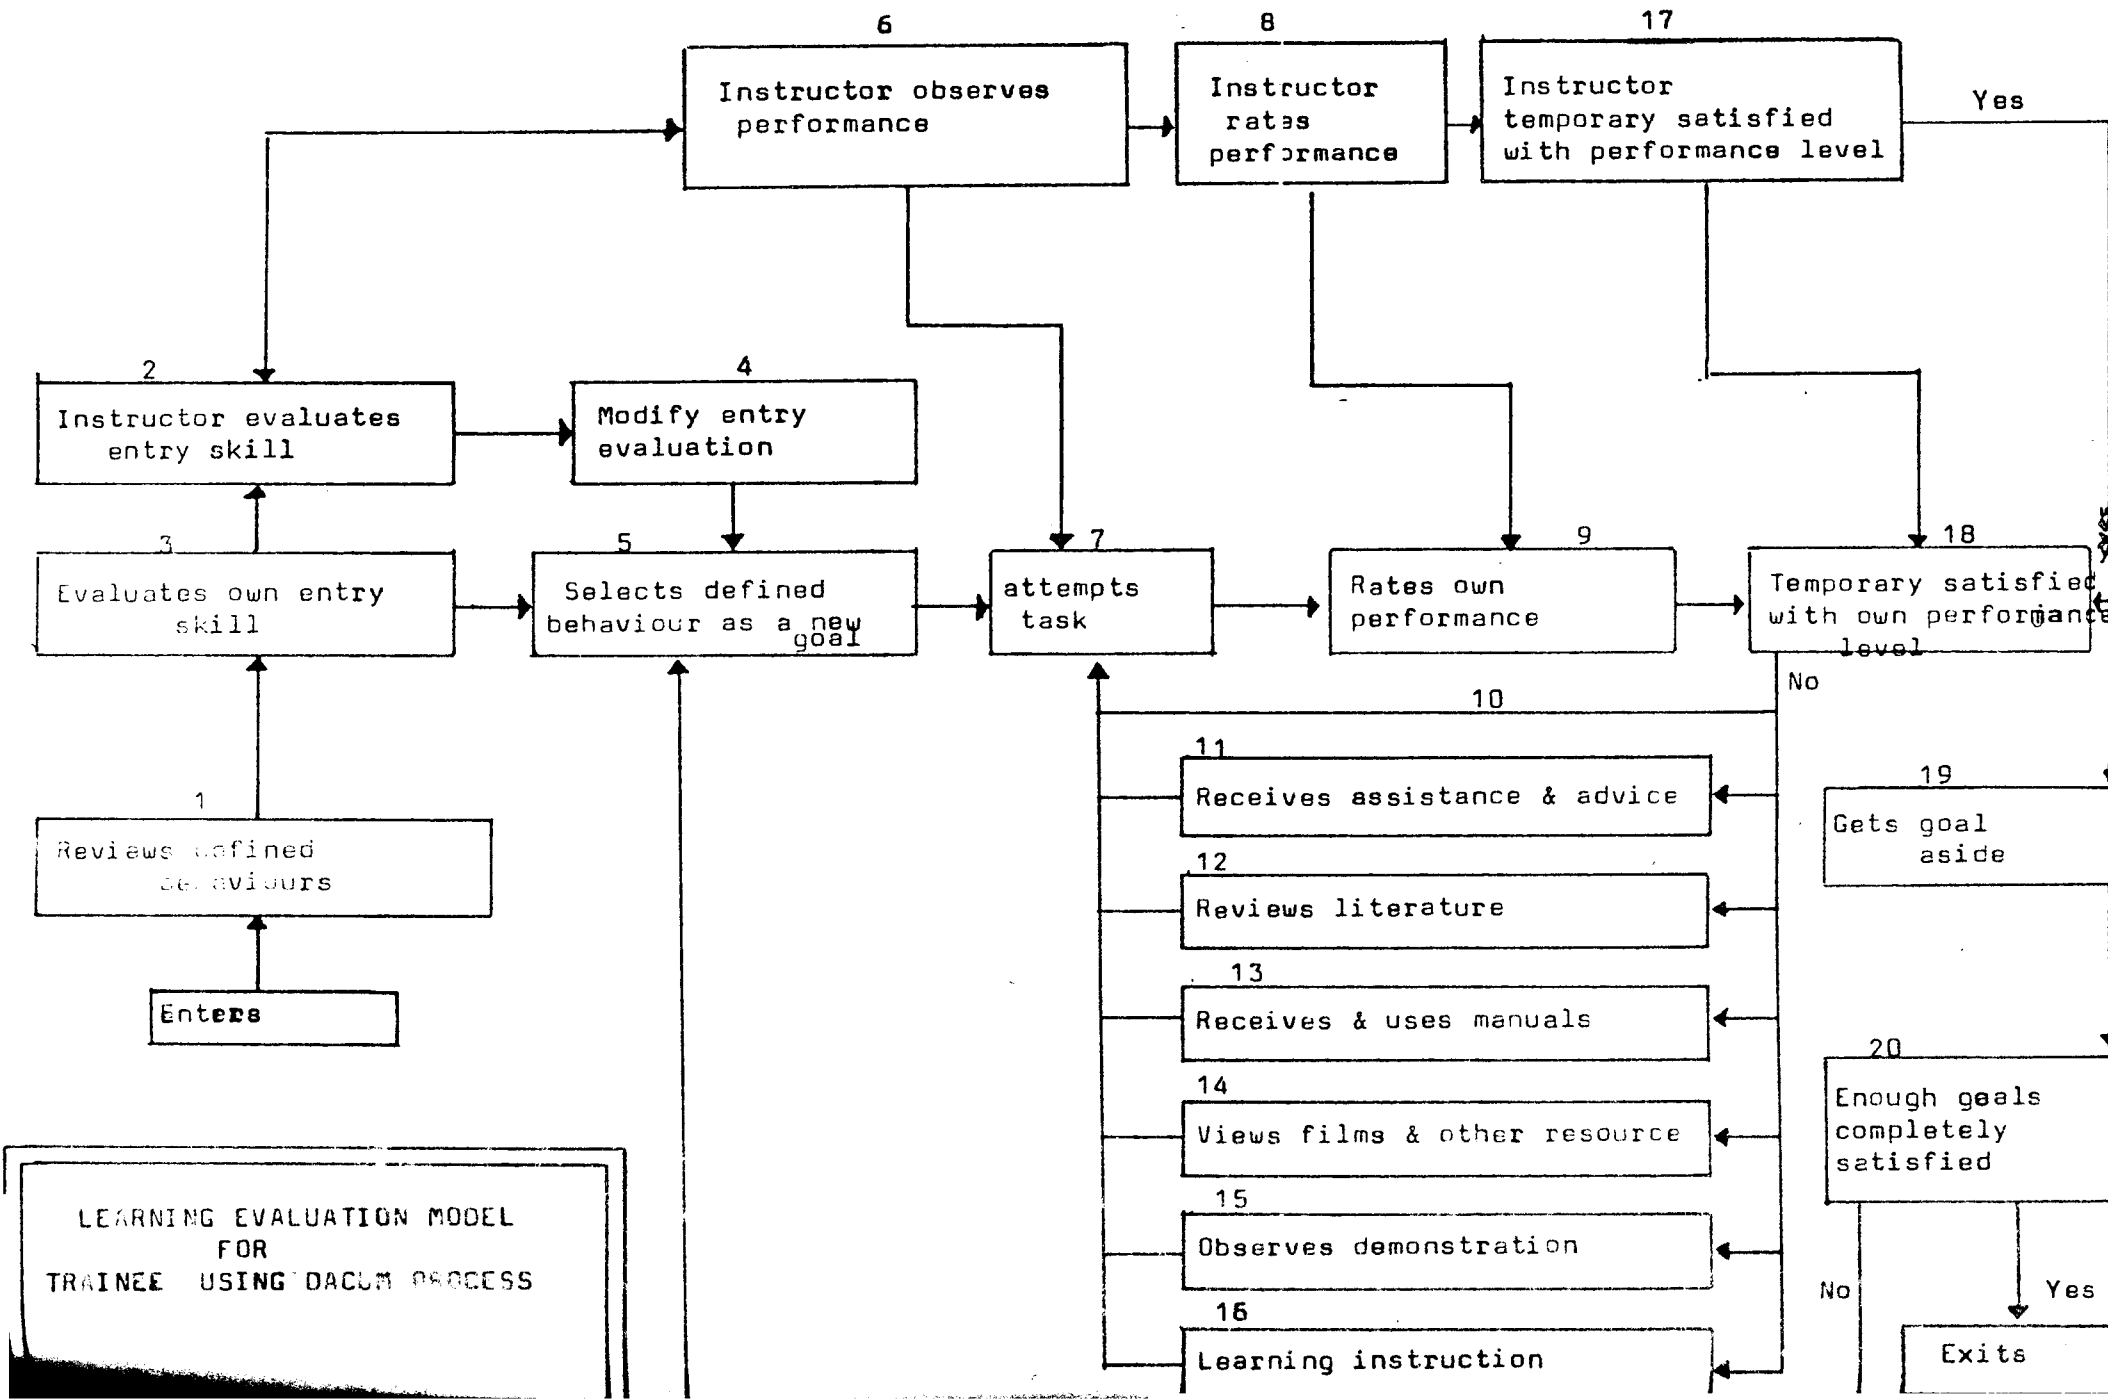 6
Instructor observes
performance
8
Instructor
rates
performance
17
Instructor
temporary satisfied
with performance level
Yes
2
Instructor evaluates
entry skill
4
Modify entry
evaluation
3
Evaluates own entry
skill
5
Selects defined
behaviour as a new
goal
7
attempts
task
9
Rates own
performance
18
Temporary satisfied
with own performance
level
No
10
1
Reviews defined
behaviours
Enters
11
Receives assistance & advice
12
Reviews literature
13
Receives & uses manuals
14
Views films & other resource
15
Observes demonstration
16
Learning instruction
19
Gets goal
aside
20
Enough goals
completely
satisfied
No
Yes
Exits
LEARNING EVALUATION MODEL
FOR
TRAINEE USING DACUM PROCESS